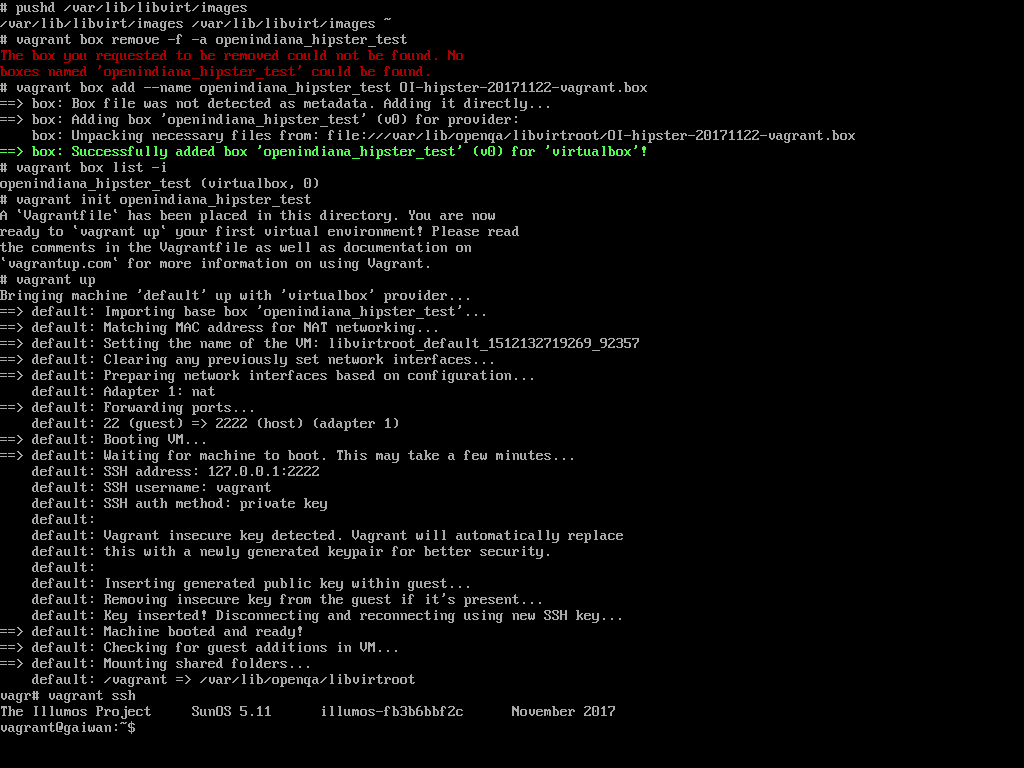 # pushd /var/lib/libvirt/images
/var/lib/libvirt/images /var/lib/libvirt/images ~
# vagrant box remove -f -a openindiana_hipster_test
The box you requested to be removed could not be found. No
boxes named 'openindiana_hipster_test' could be found.
# vagrant box add --name openindiana_hipster_test OI-hipster-20171122-vagrant.box
==> box: Box file was not detected as metadata. Adding it directly...
==> box: Adding box 'openindiana_hipster_test' (v0) for provider:
    box: Unpacking necessary files from: file:///var/lib/openqa/libvirtroot/OI-hipster-20171122-vagrant.box
==> box: Successfully added box 'openindiana_hipster_test' (v0) for 'virtualbox'!
# vagrant box list -i
openindiana_hipster_test (virtualbox, 0)
# vagrant init openindiana_hipster_test
A `Vagrantfile` has been placed in this directory. You are now
ready to `vagrant up` your first virtual environment! Please read
the comments in the Vagrantfile as well as documentation on
`vagrantup.com` for more information on using Vagrant.
# vagrant up
Bringing machine 'default' up with 'virtualbox' provider...
==> default: Importing base box 'openindiana_hipster_test'...
==> default: Matching MAC address for NAT networking...
==> default: Setting the name of the VM: libvirtroot_default_1512132719269_92357
==> default: Clearing any previously set network interfaces...
==> default: Preparing network interfaces based on configuration...
    default: Adapter 1: nat
==> default: Forwarding ports...
    default: 22 (guest) => 2222 (host) (adapter 1)
==> default: Booting VM...
==> default: Waiting for machine to boot. This may take a few minutes...
    default: SSH address: 127.0.0.1:2222
    default: SSH username: vagrant
    default: SSH auth method: private key
    default:
    default: Vagrant insecure key detected. Vagrant will automatically replace
    default: this with a newly generated keypair for better security.
    default:
    default: Inserting generated public key within guest...
    default: Removing insecure key from the guest if it's present...
    default: Key inserted! Disconnecting and reconnecting using new SSH key...
==> default: Machine booted and ready!
==> default: Checking for guest additions in VM...
==> default: Mounting shared folders...
    default: /vagrant => /var/lib/openqa/libvirtroot
vagr# vagrant ssh
The Illumos Project     SunOS 5.11      illumos-fb3b6bbf2c      November 2017
vagrant@gaiwan:~$